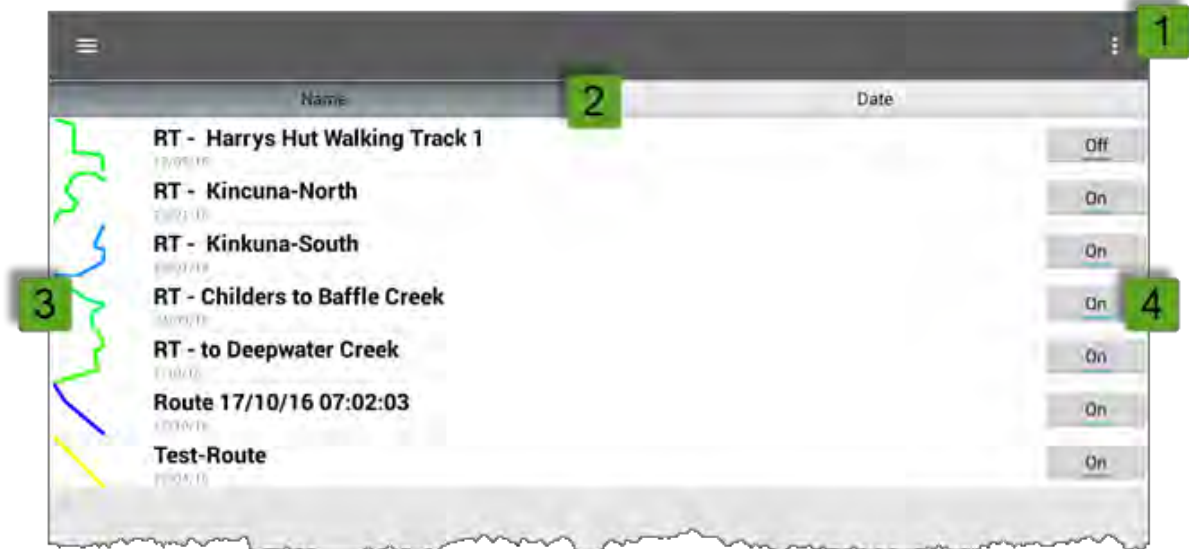 1
Name
2
Date
RT - Harrys Hut Walking Track 1
Off
RT - Kincuna-North
On
RT - Kinkuna-South
On
3
RT - Childers to Baffle Creek
On
4
RT - to Deepwater Creek
On
Route 17/10/16 07:02:03
On
Test-Route
On